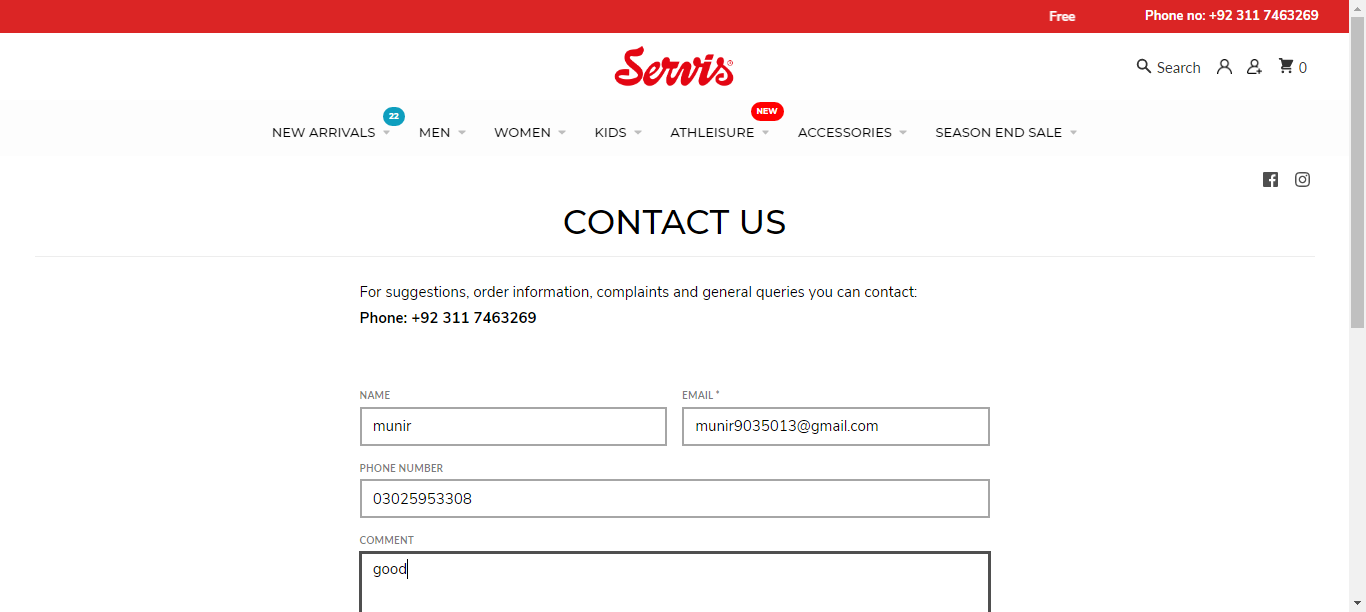 Free Phone no: +92 311 7463269
Servis®
Search 0
22 NEW
NEW ARRIVALS MEN WOMEN KIDS ATHLEISURE ACCESSORIES SEASON END SALE
CONTACT US
For suggestions, order information, complaints and general queries you can contact:
Phone: +92 311 7463269
NAME EMAIL *
munir munir9035013@gmail.com
PHONE NUMBER
03025953308
COMMENT
good